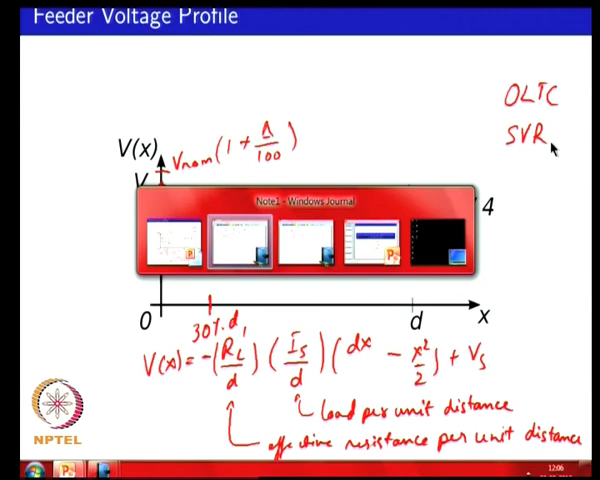 Feeder Voltage Profile
OLTC
SVR
V(x)
Vnom(1 + Δ/100)
V
Note1 - Windows Journal
4
0
30%.d,
d
x
V(x) = -(RL/d) (Is/d) (dx - x²/2) + Vs
load per unit distance
effective resistance per unit distance
NPTEL
12:06